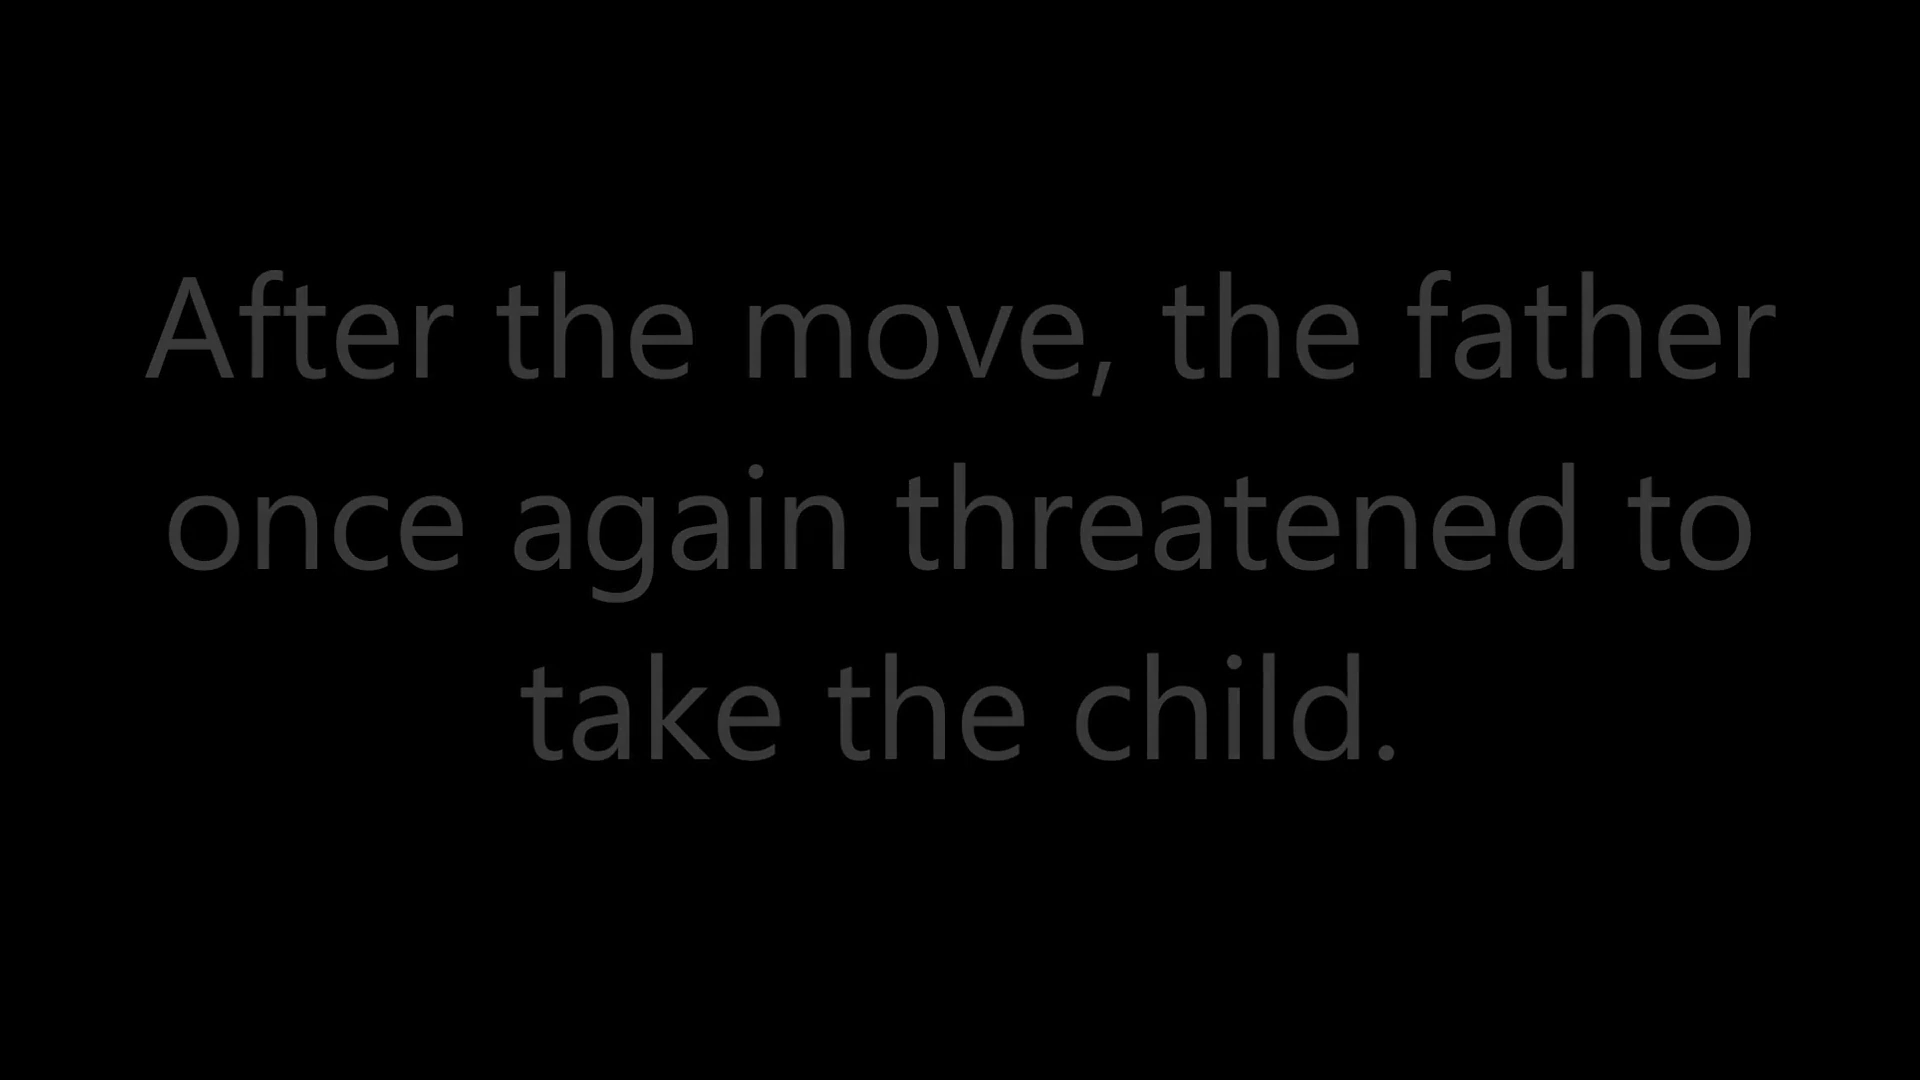 After the move, the father
once again threatened to
take the child.